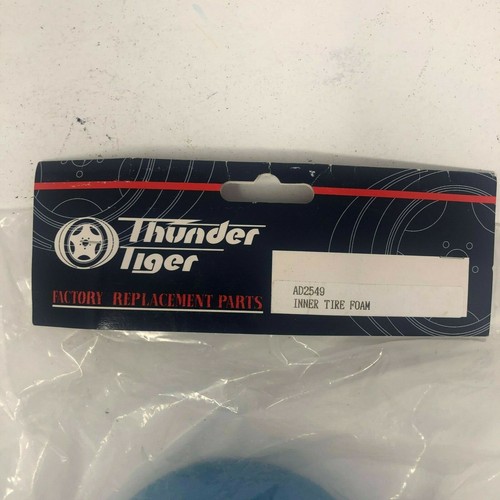 Thunder
Tiger
FACTORY REPLACEMENT PARTS
AD2549
INNER TIRE FOAM